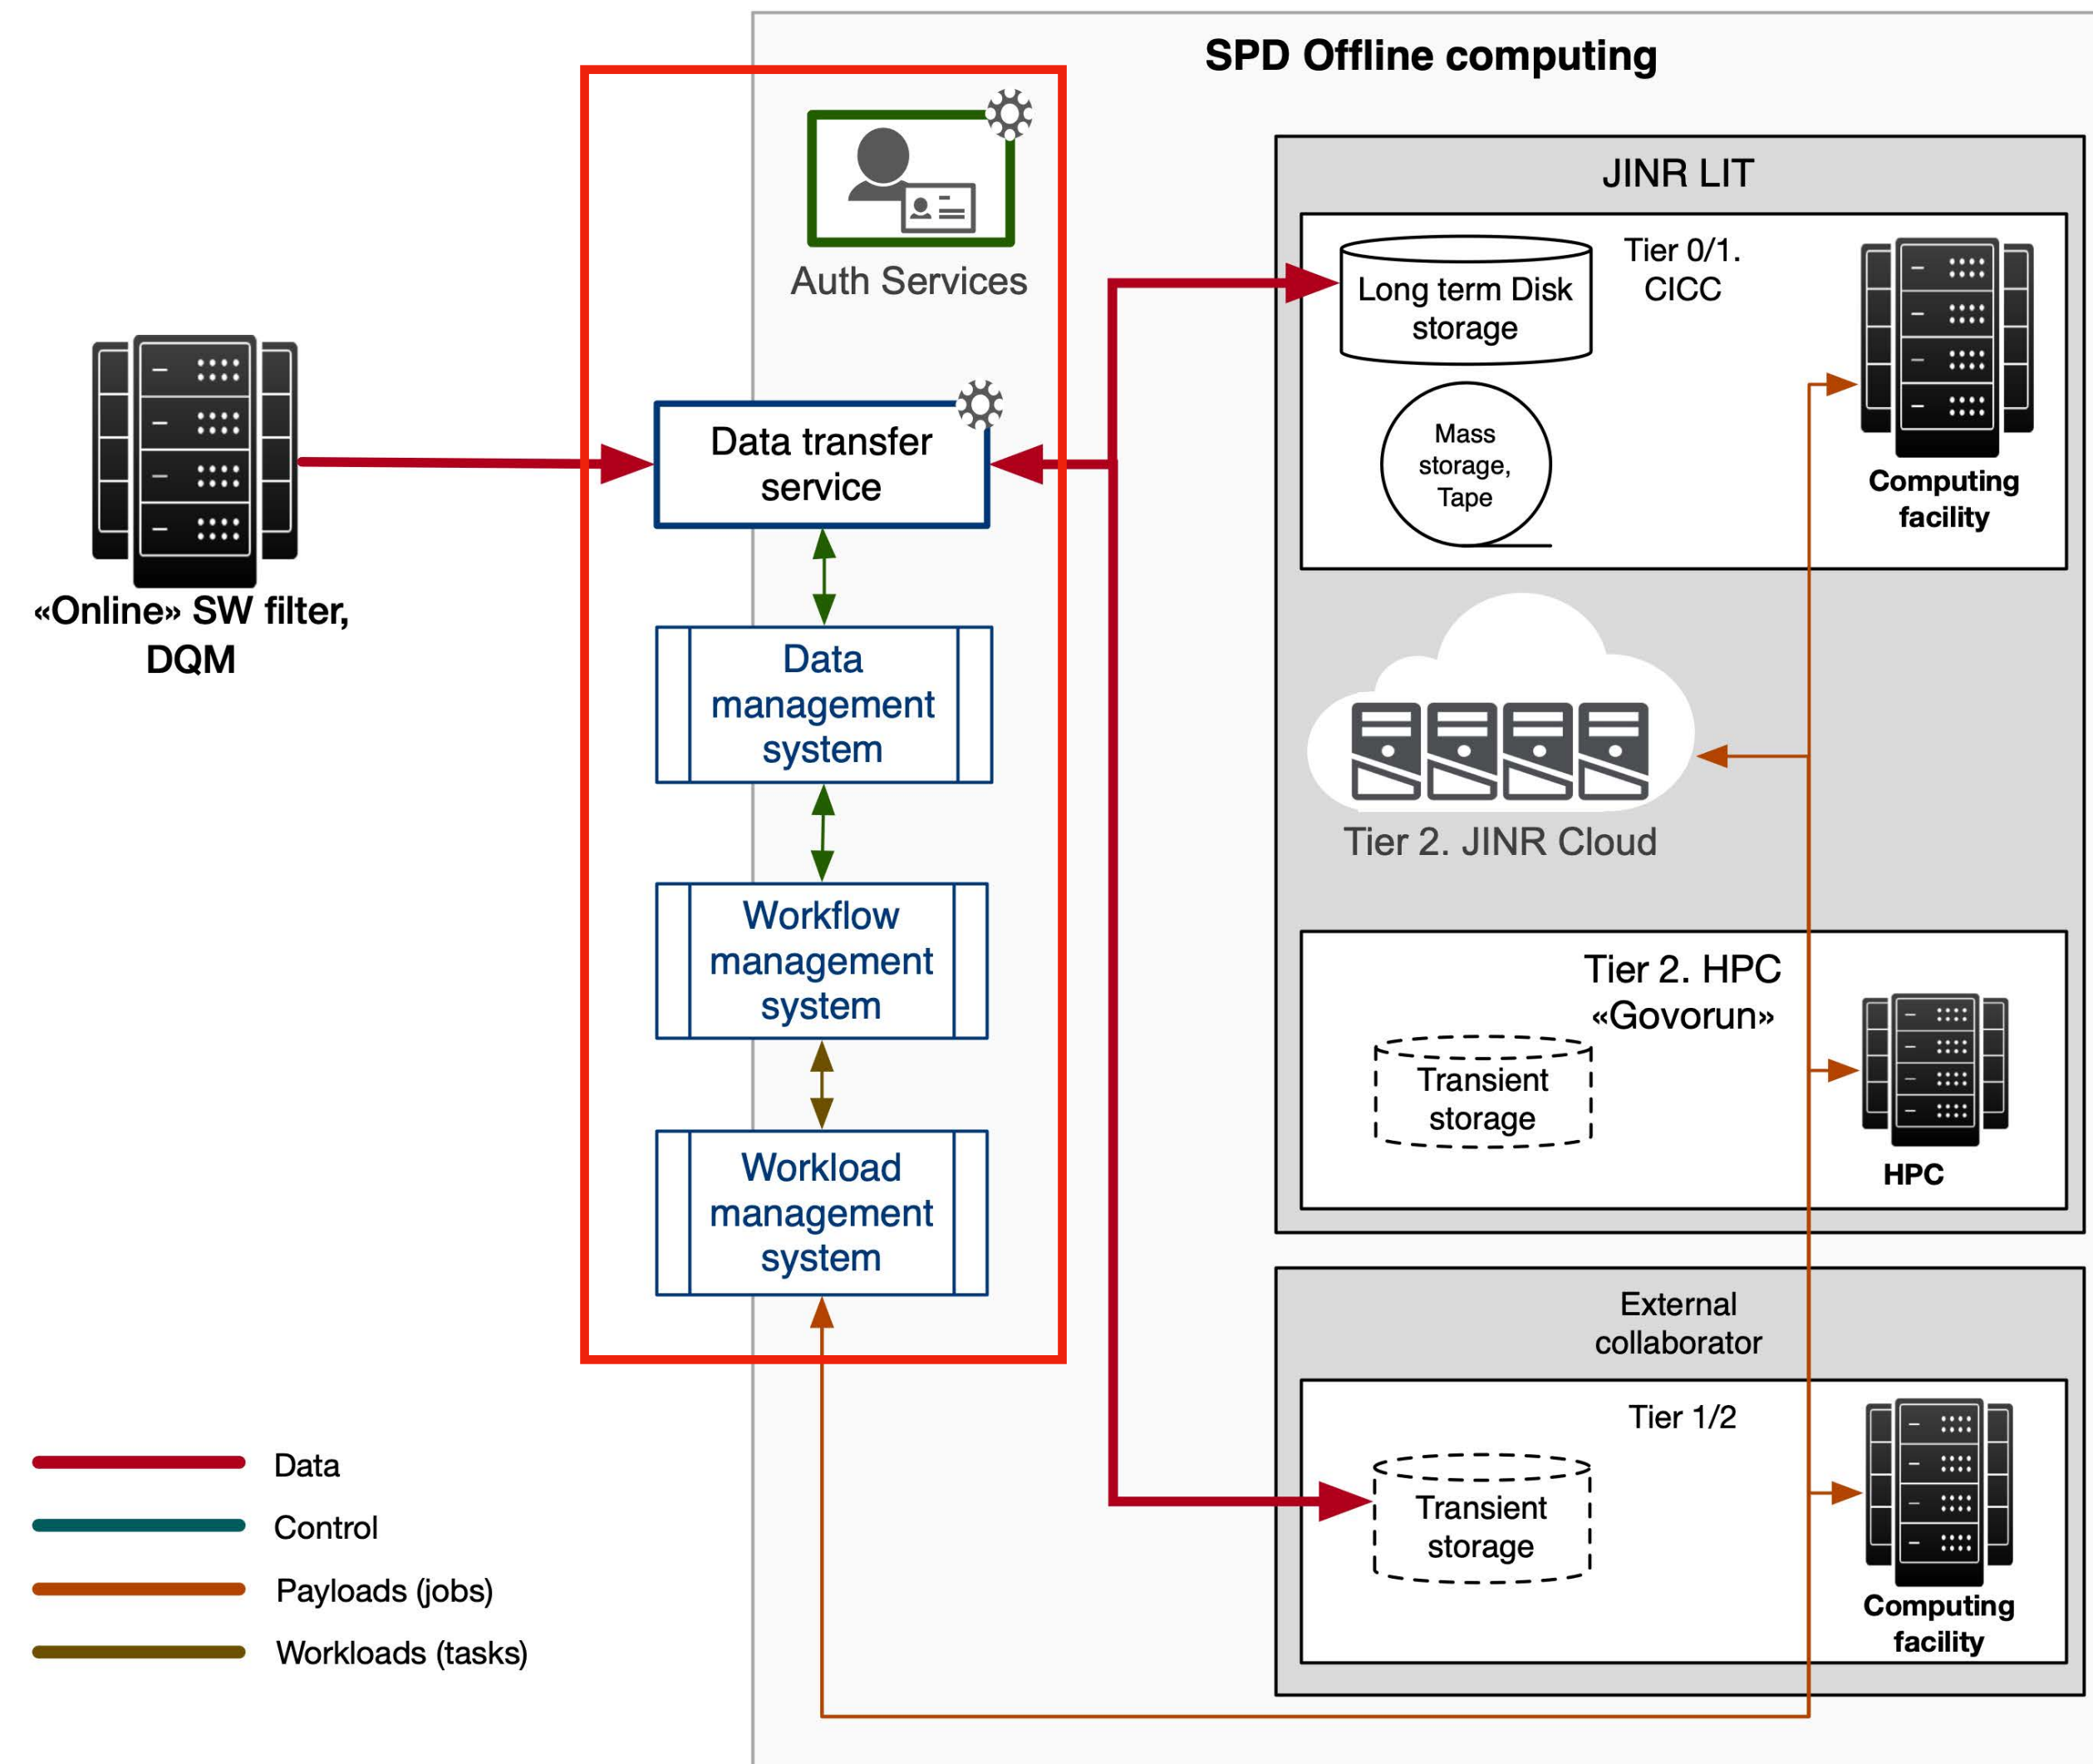 SPD Offline computing
Auth Services
«Online» SW filter,
DQM
Data transfer
service
Data
management
system
Workflow
management
system
Workload
management
system
JINR LIT
Tier 0/1.
CICC
Long term Disk
storage
Mass
storage,
Tape
Computing
facility
Tier 2. JINR Cloud
Tier 2. HPC
«Govorun»
Transient
storage
HPC
External
collaborator
Tier 1/2
Transient
storage
Computing
facility
Data
Control
Payloads (jobs)
Workloads (tasks)